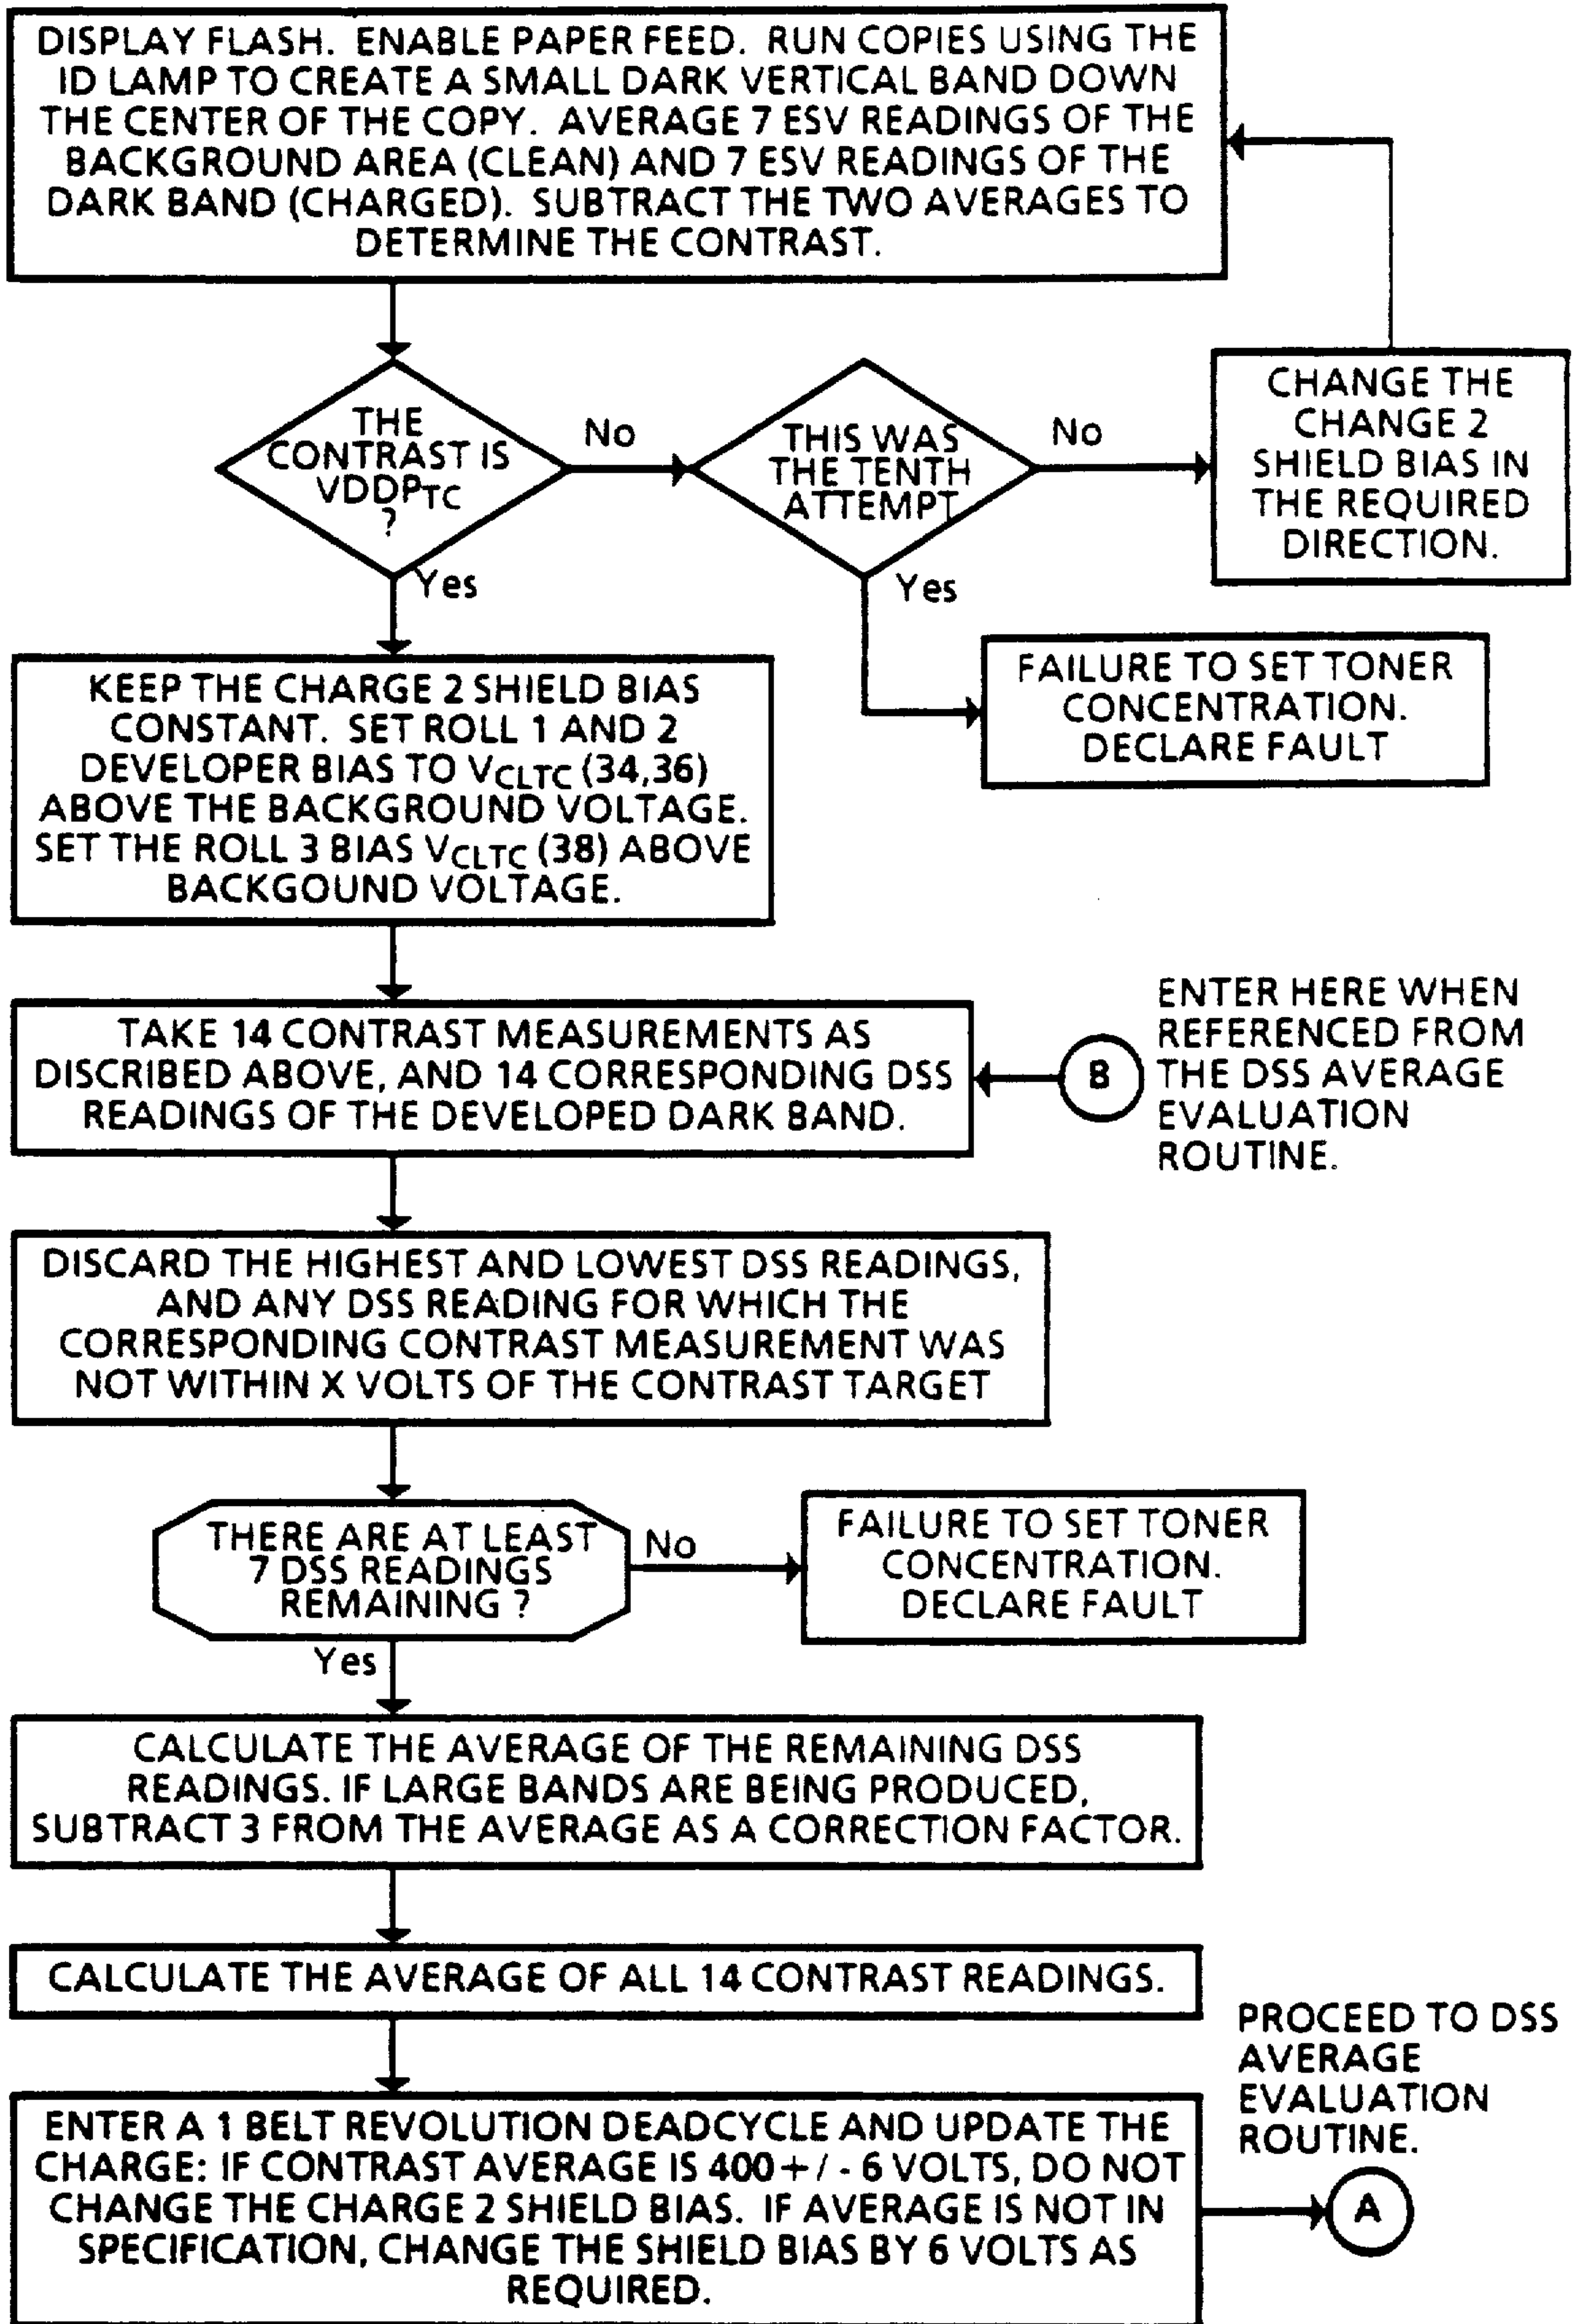 DISPLAY FLASH. ENABLE PAPER FEED. RUN COPIES USING THE
ID LAMP TO CREATE A SMALL DARK VERTICAL BAND DOWN
THE CENTER OF THE COPY. AVERAGE 7 ESV READINGS OF THE
BACKGROUND AREA (CLEAN) AND 7 ESV READINGS OF THE
DARK BAND (CHARGED). SUBTRACT THE TWO AVERAGES TO
DETERMINE THE CONTRAST.
THE
CONTRAST IS
VDDPTC
?
No
Yes
THIS WAS
THE TENTH
ATTEMPT
No
Yes
CHANGE THE
CHANGE 2
SHIELD BIAS IN
THE REQUIRED
DIRECTION.
FAILURE TO SET TONER
CONCENTRATION.
DECLARE FAULT
KEEP THE CHARGE 2 SHIELD BIAS
CONSTANT. SET ROLL 1 AND 2
DEVELOPER BIAS TO VCLTC (34,36)
ABOVE THE BACKGROUND VOLTAGE.
SET THE ROLL 3 BIAS VCLTC (38) ABOVE
BACKGOUND VOLTAGE.
TAKE 14 CONTRAST MEASUREMENTS AS
DISCRIBED ABOVE, AND 14 CORRESPONDING DSS
READINGS OF THE DEVELOPED DARK BAND.
B
ENTER HERE WHEN
REFERENCED FROM
THE DSS AVERAGE
EVALUATION
ROUTINE.
DISCARD THE HIGHEST AND LOWEST DSS READINGS,
AND ANY DSS READING FOR WHICH THE
CORRESPONDING CONTRAST MEASUREMENT WAS
NOT WITHIN X VOLTS OF THE CONTRAST TARGET
THERE ARE AT LEAST
7 DSS READINGS
REMAINING ?
No
Yes
FAILURE TO SET TONER
CONCENTRATION.
DECLARE FAULT
CALCULATE THE AVERAGE OF THE REMAINING DSS
READINGS. IF LARGE BANDS ARE BEING PRODUCED,
SUBTRACT 3 FROM THE AVERAGE AS A CORRECTION FACTOR.
CALCULATE THE AVERAGE OF ALL 14 CONTRAST READINGS.
ENTER A 1 BELT REVOLUTION DEADCYCLE AND UPDATE THE
CHARGE: IF CONTRAST AVERAGE IS 400 +/- 6 VOLTS, DO NOT
CHANGE THE CHARGE 2 SHIELD BIAS. IF AVERAGE IS NOT IN
SPECIFICATION, CHANGE THE SHIELD BIAS BY 6 VOLTS AS
REQUIRED.
PROCEED TO DSS
AVERAGE
EVALUATION
ROUTINE.
A